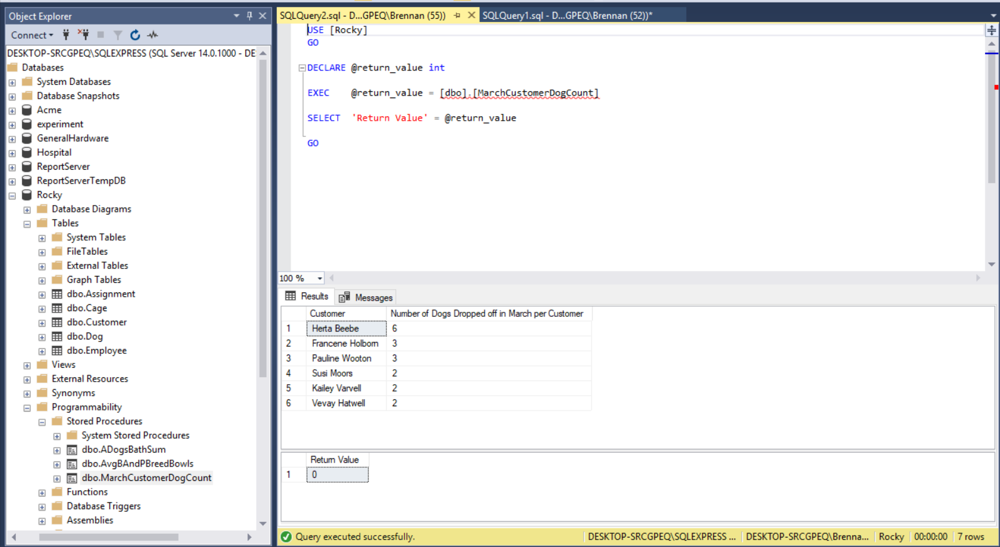 Object Explorer
Connect
DESKTOP-SRCGPEQ\SQLEXPRESS (SQL Server 14.0.1000 - DE
Databases
System Databases
Database Snapshots
Acme
experiment
GeneralHardware
Hospital
ReportServer
ReportServerTempDB
Rocky
Database Diagrams
Tables
System Tables
FileTables
External Tables
Graph Tables
dbo.Assignment
dbo.Cage
dbo.Customer
dbo.Dog
dbo.Employee
Views
External Resources
Synonyms
Programmability
Stored Procedures
System Stored Procedures
dbo.ADogsBathSum
dbo.AvgBAndPBreedBowls
dbo.MarchCustomerDogCount
Functions
Database Triggers
Assemblies
SQLQuery2.sql - D...GPEQ\Brennan (55)) SQLQuery1.sql - D...GPEQ\Brennan (52))*
USE [Rocky]
GO
DECLARE @return_value int
EXEC @return_value = [dbo].[MarchCustomerDogCount]
SELECT 'Return Value' = @return_value
GO
100 %
Results Messages
Customer Number of Dogs Dropped off in March per Customer
1 Herta Beebe 6
2 Francene Holborn 3
3 Pauline Wooton 3
4 Susi Moors 2
5 Kailey Varvell 2
6 Vevay Hatwell 2
Return Value
1 0
Query executed successfully. DESKTOP-SRCGPEQ\SQLEXPRESS ... DESKTOP-SRCGPEQ\Brenna... Rocky 00:00:00 7 rows